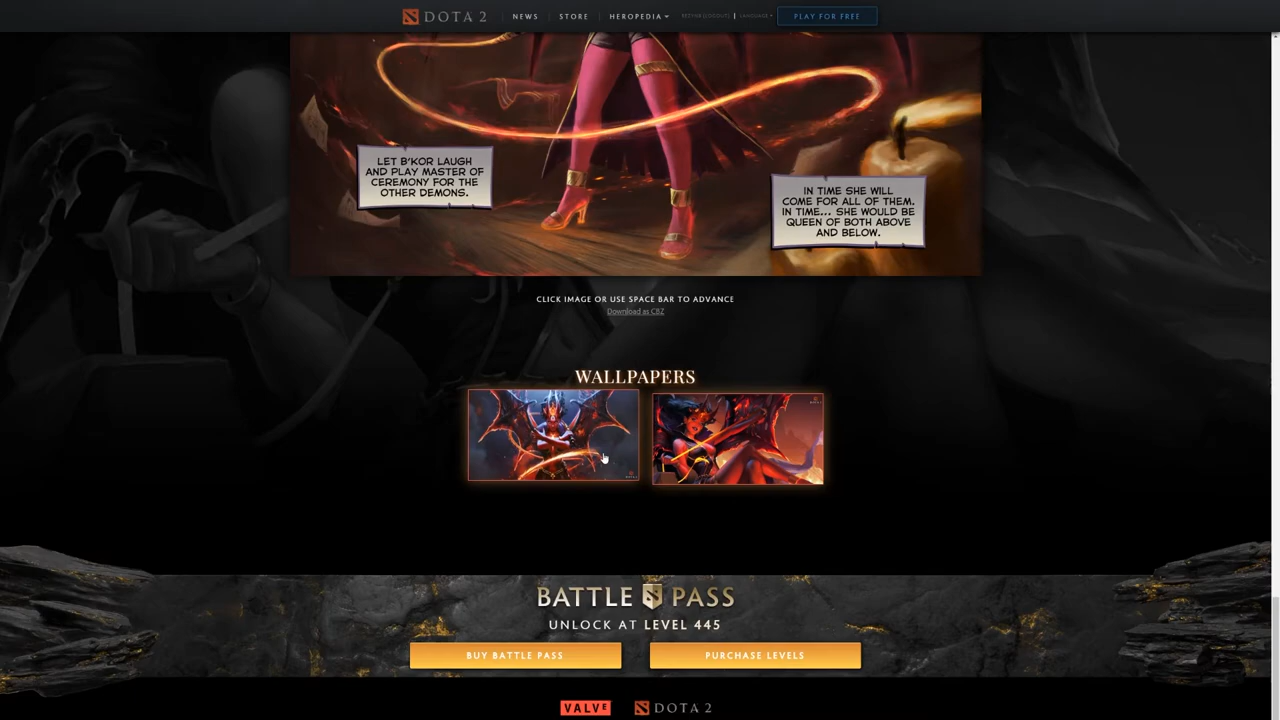 DOTA 2 NEWS STORE HEROPEDIA PLAY FOR FREE
LET B'KOR LAUGH
AND PLAY MASTER OF
CEREMONY FOR THE
OTHER DEMONS.
IN TIME SHE WILL
COME FOR ALL OF THEM.
IN TIME... SHE WOULD BE
QUEEN OF BOTH ABOVE
AND BELOW.
CLICK IMAGE OR USE SPACE BAR TO ADVANCE
Download as CBZ
WALLPAPERS
BATTLE PASS
UNLOCK AT LEVEL 445
BUY BATTLE PASS PURCHASE LEVELS
VALVE DOTA 2